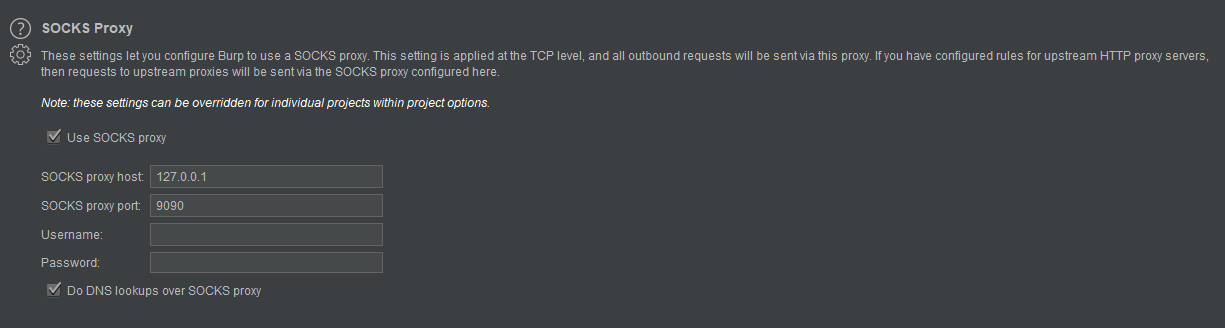 SOCKS Proxy
These settings let you configure Burp to use a SOCKS proxy. This setting is applied at the TCP level, and all outbound requests will be sent via this proxy. If you have configured rules for upstream HTTP proxy servers,
then requests to upstream proxies will be sent via the SOCKS proxy configured here.
Note: these settings can be overridden for individual projects within project options.
Use SOCKS proxy
SOCKS proxy host: 127.0.0.1
SOCKS proxy port: 9090
Username:
Password:
Do DNS lookups over SOCKS proxy